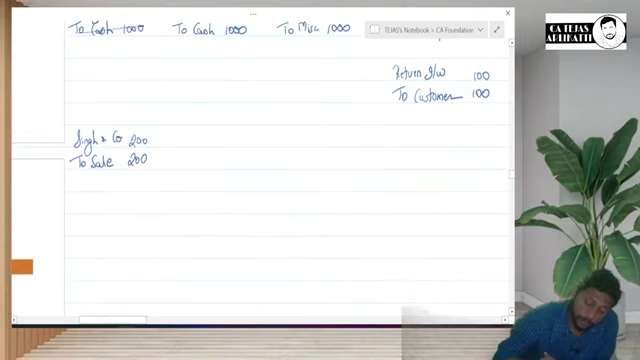 To Cash 1000 To Cash 1000 To Misc 1000
TEJAS's Notebook > CA Foundation
CA TEJAS
ARLIKATTI
Return I/W 100
To Customer 100
Singh + Co 200
To Sale 200